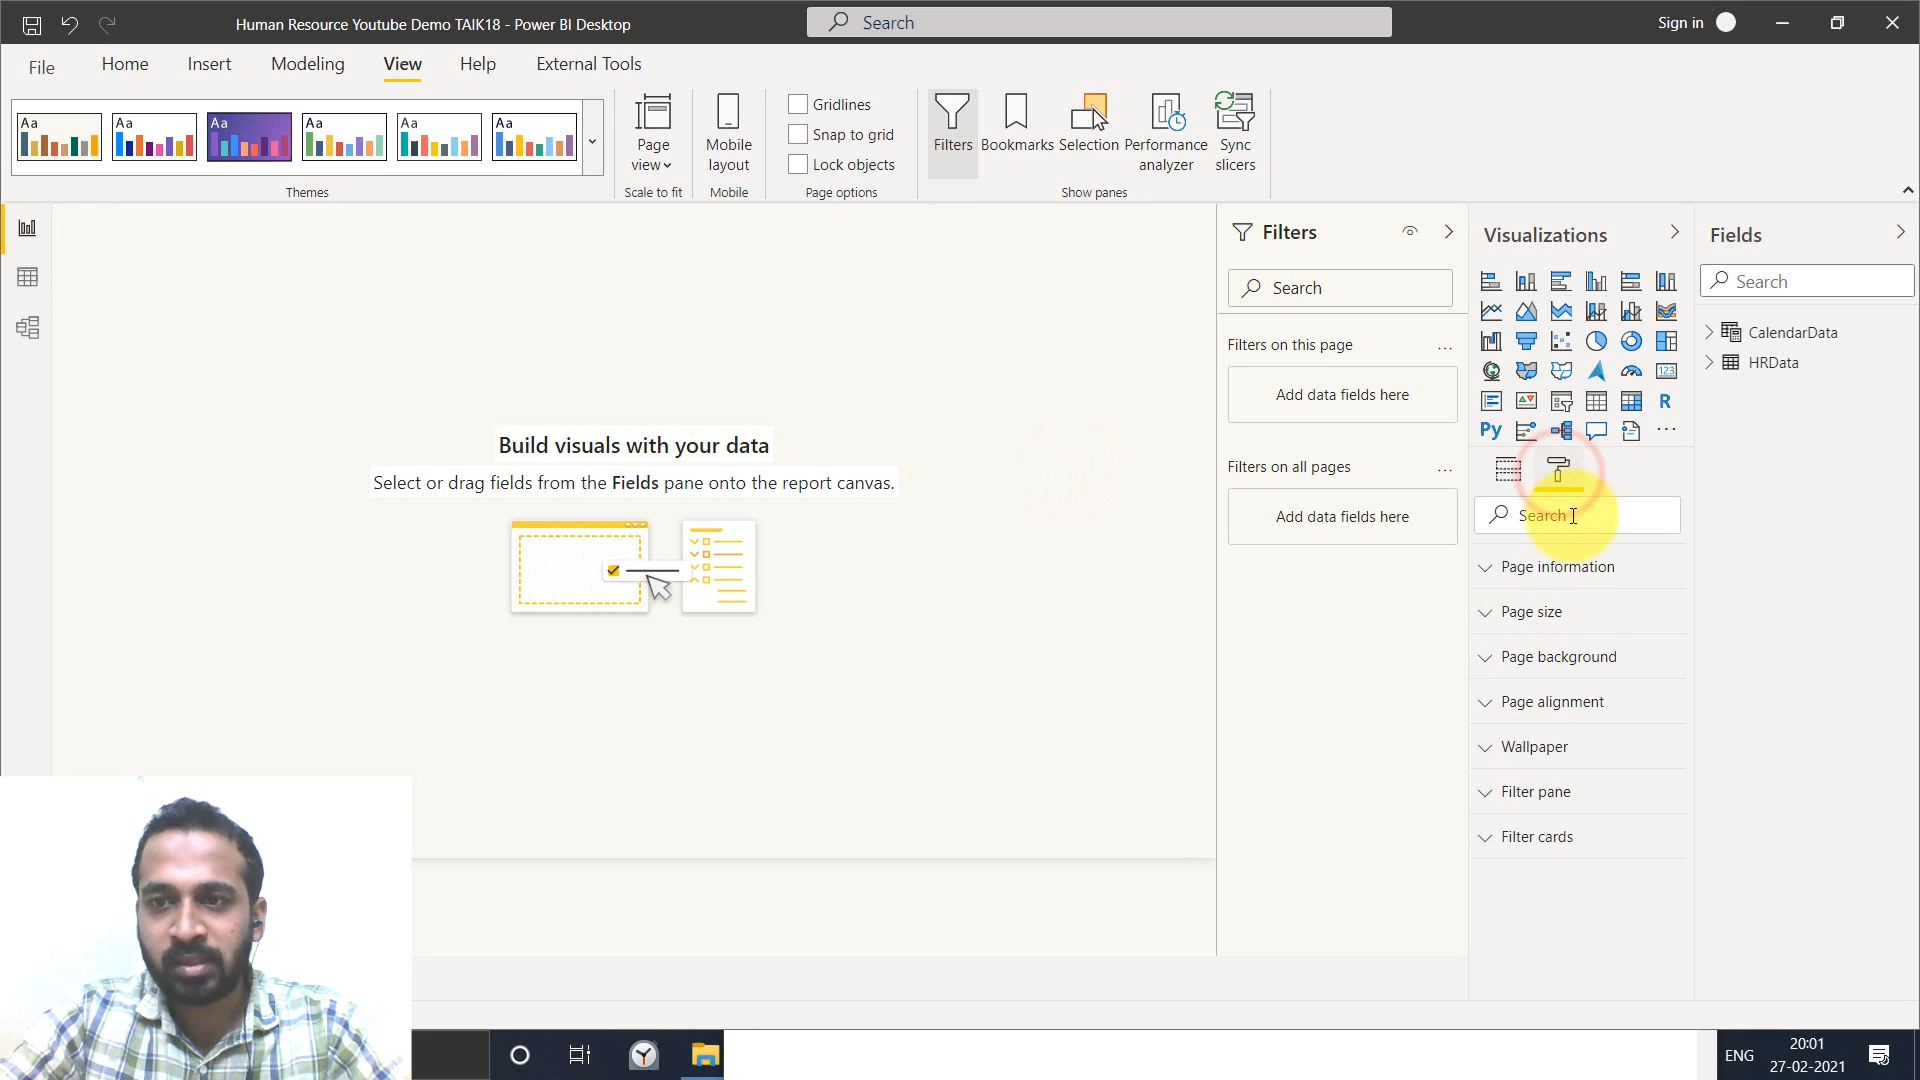 Human Resource Youtube Demo TAIK18 - Power BI Desktop
Search
Sign in
File
Home
Insert
Modeling
View
Help
External Tools
Aa
Aa
Aa
Aa
Aa
Aa
Themes
Page
view
Scale to fit
Mobile
layout
Mobile
Gridlines
Snap to grid
Lock objects
Page options
Filters
Bookmarks
Selection
Performance
analyzer
Sync
slicers
Show panes
Build visuals with your data
Select or drag fields from the Fields pane onto the report canvas.
Filters
Search
Filters on this page
...
Add data fields here
Filters on all pages
...
Add data fields here
Visualizations
123
R
Py
...
Search
Page information
Page size
Page background
Page alignment
Wallpaper
Filter pane
Filter cards
Fields
Search
CalendarData
HRData
ENG
20:01
27-02-2021